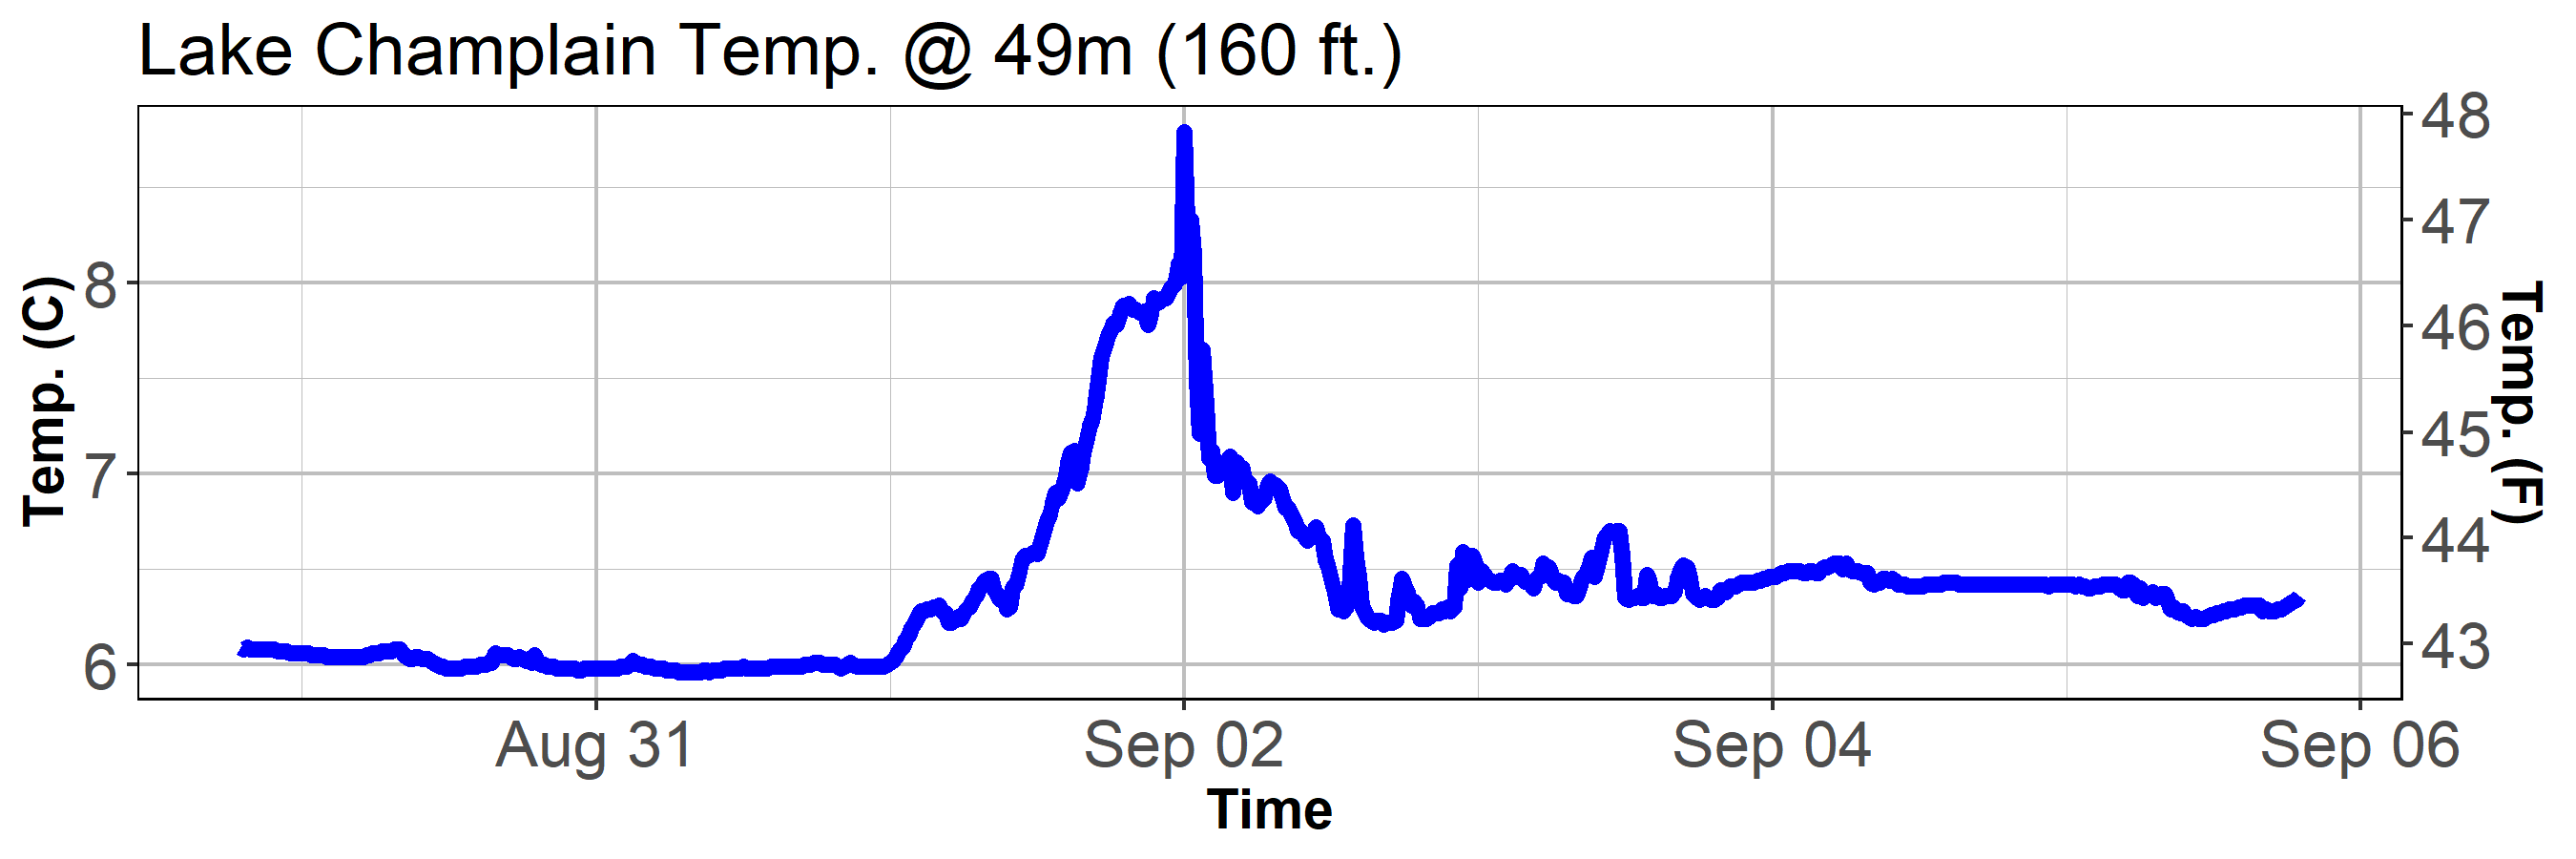 Lake Champlain Temp. @ 49m (160 ft.)
Temp. (C)
8
7
6
48
47
46
45
44
43
Temp. (F)
Aug 31
Sep 02
Sep 04
Sep 06
Time